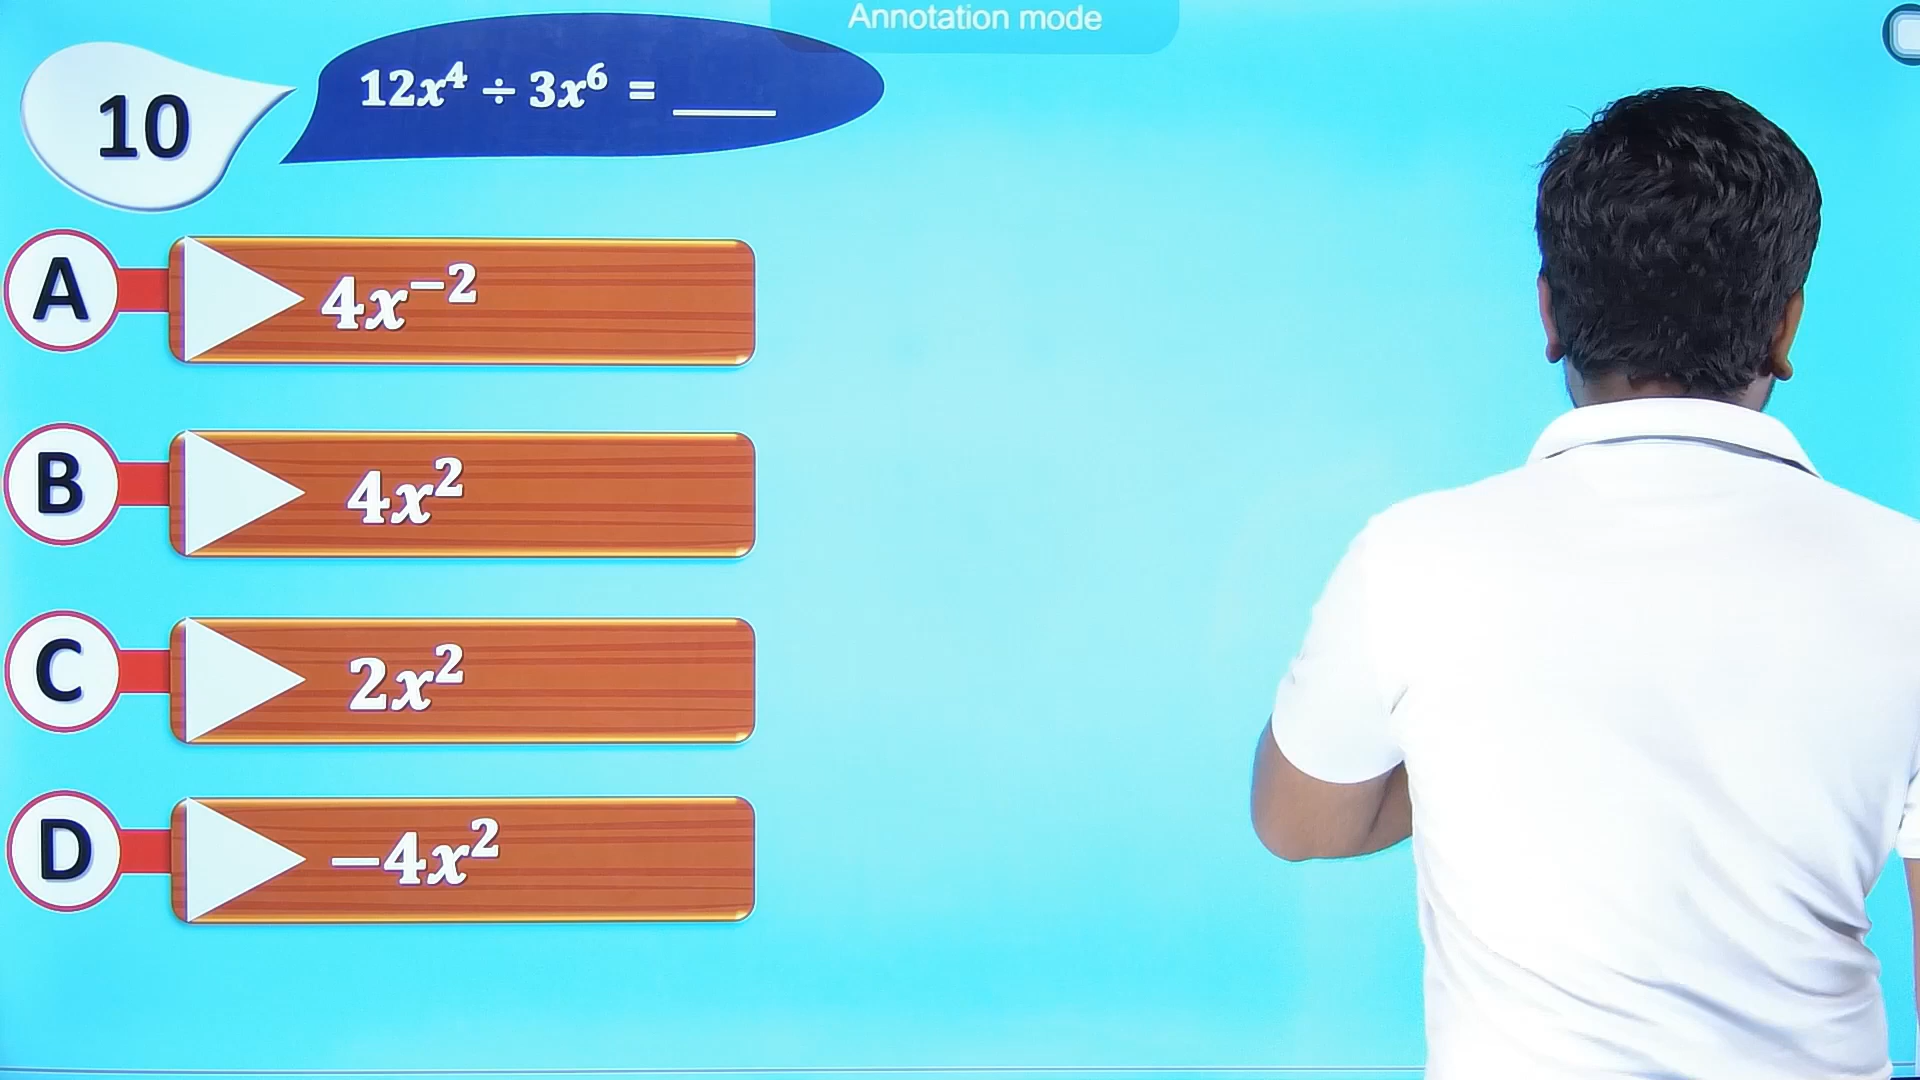 Annotation mode
10
12x⁴ ÷ 3x⁶ = ____
A
4x⁻²
B
4x²
C
2x²
D
−4x²